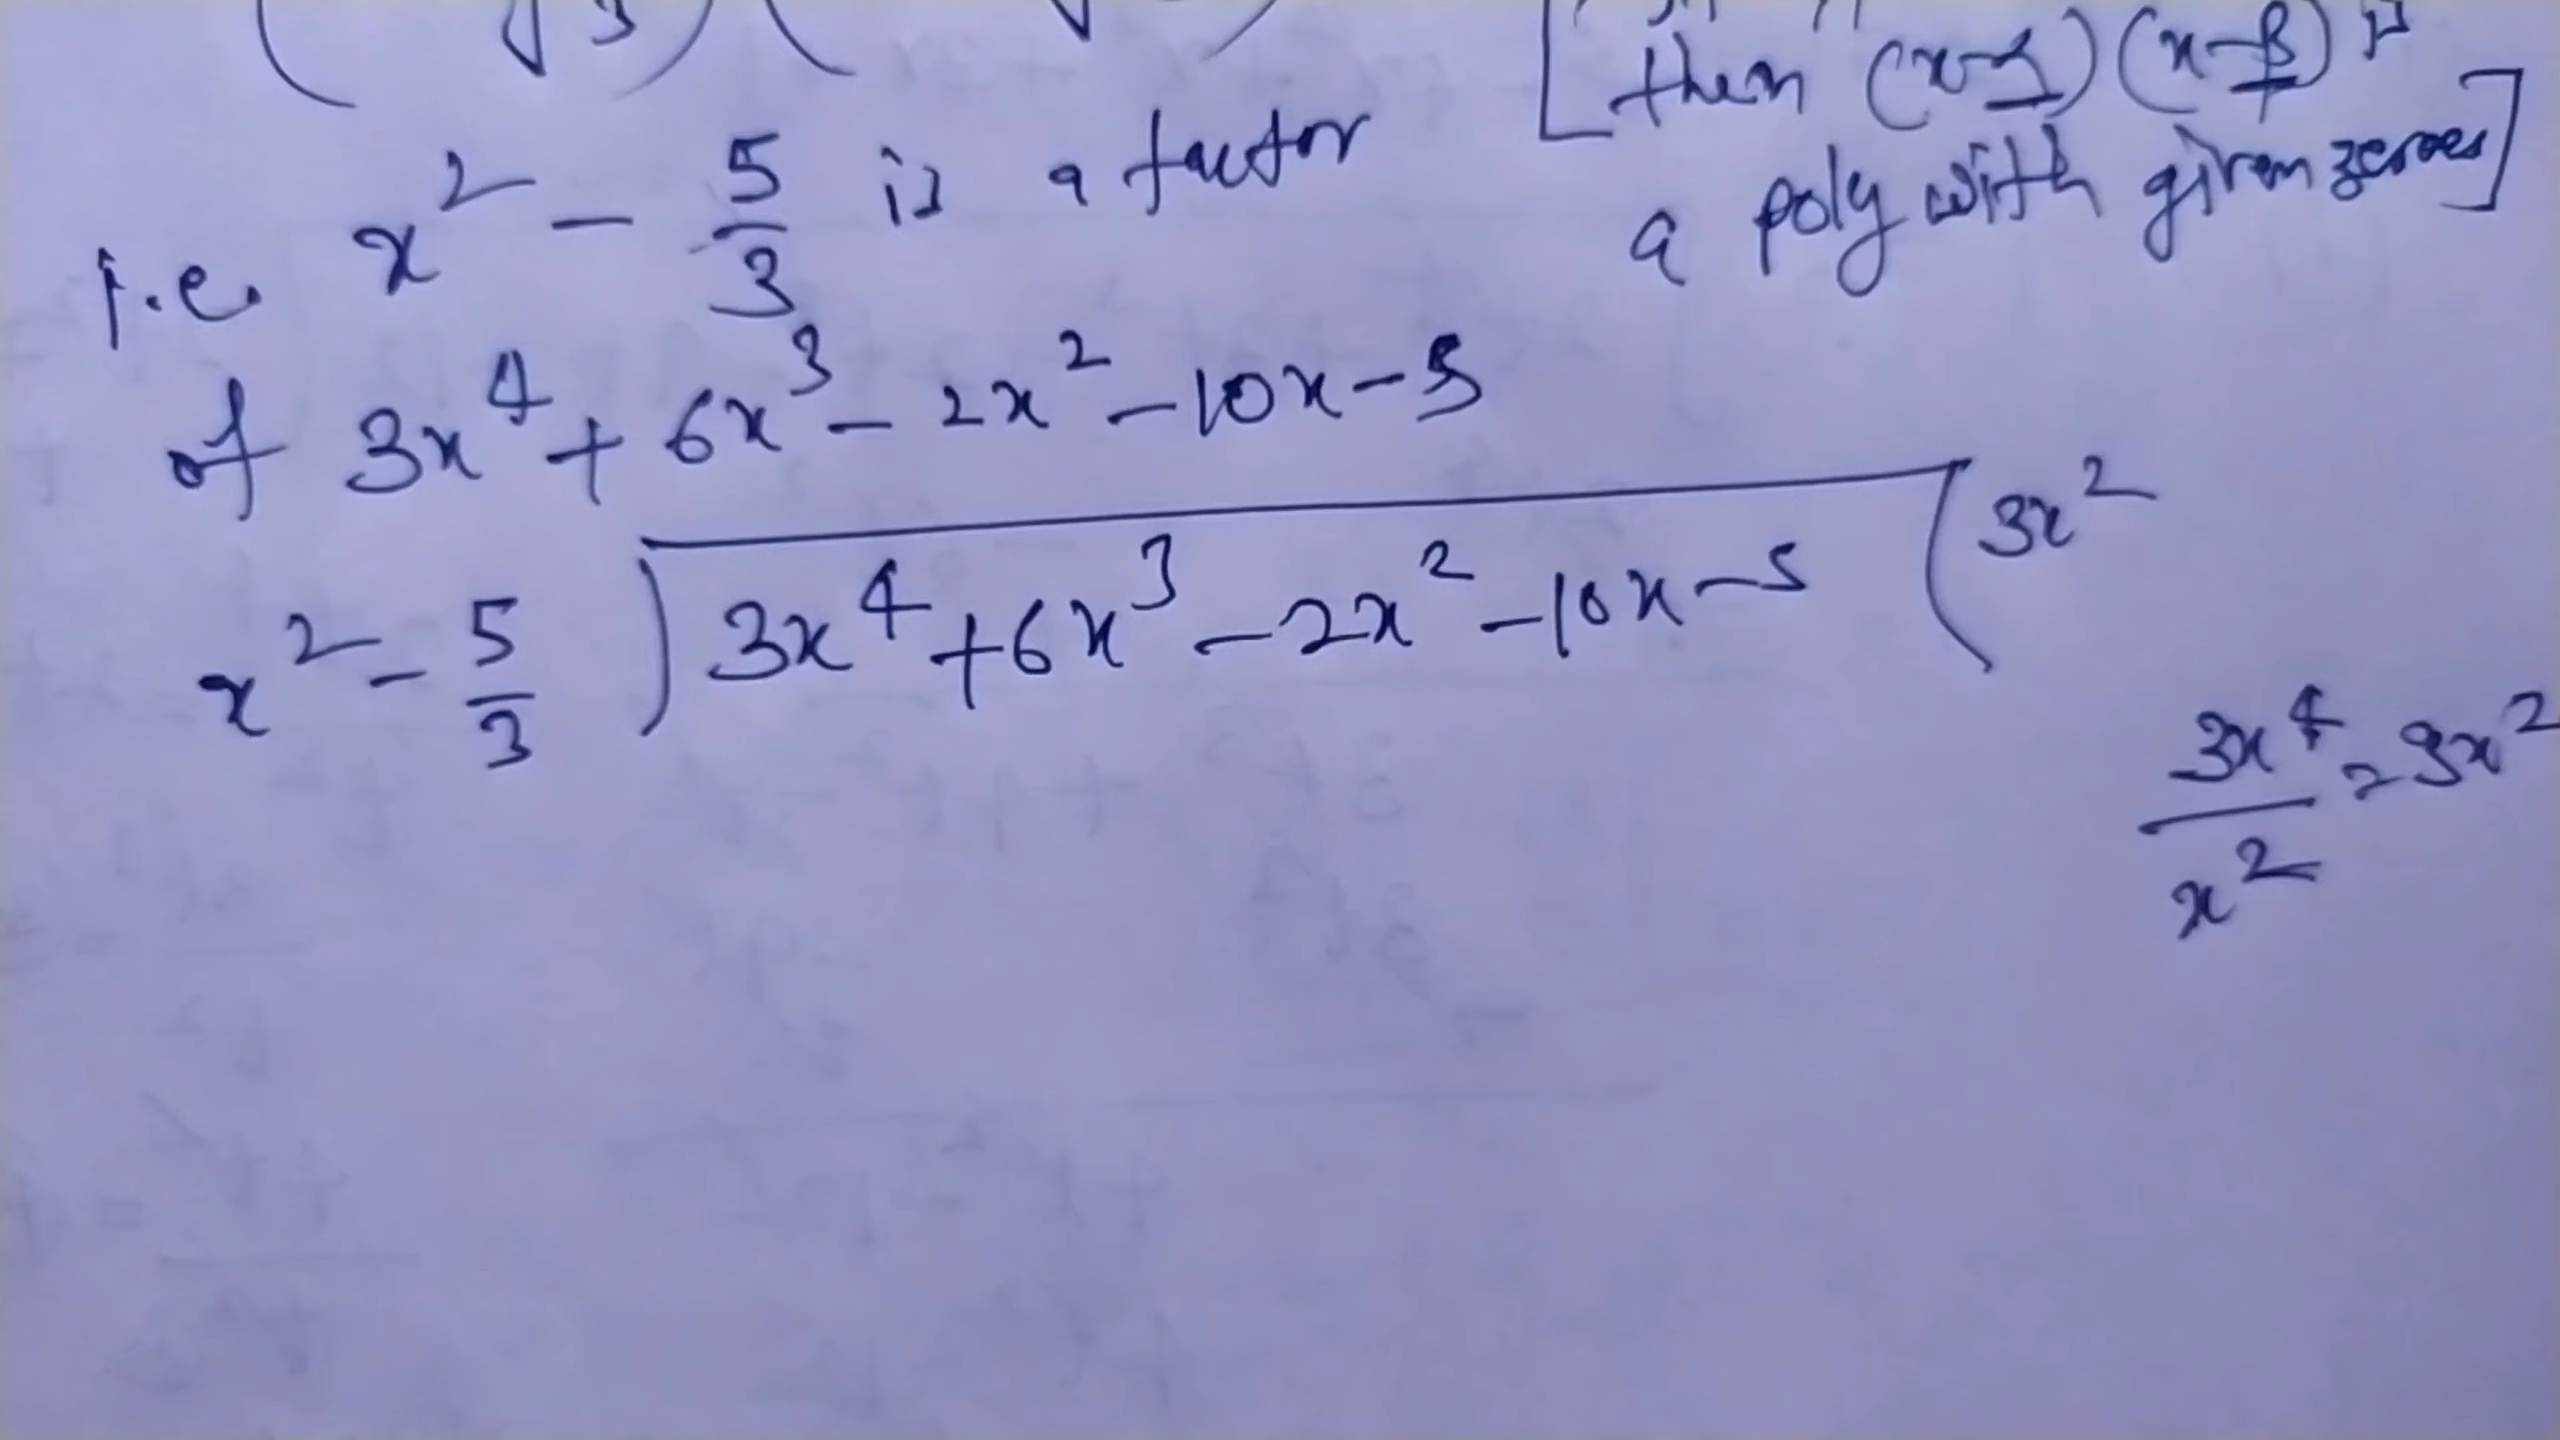 [then (x-α)(x-β) is
a poly with given zeroes]
i.e. x² - 5/3 is a factor
of 3x⁴ + 6x³ - 2x² - 10x - 5
x² - 5/3 ) 3x⁴ + 6x³ - 2x² - 10x - 5 ( 3x²
3x⁴/x² = 3x²